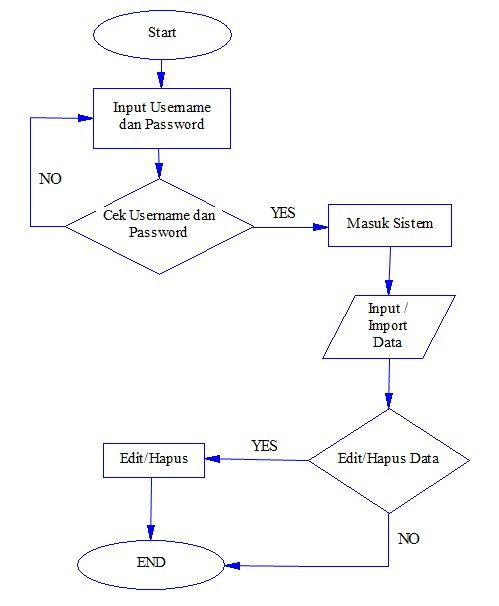 Start
Input Username
dan Password
NO
Cek Username dan
Password
YES
Masuk Sistem
Input /
Import
Data
Edit/Hapus Data
YES
Edit/Hapus
NO
END